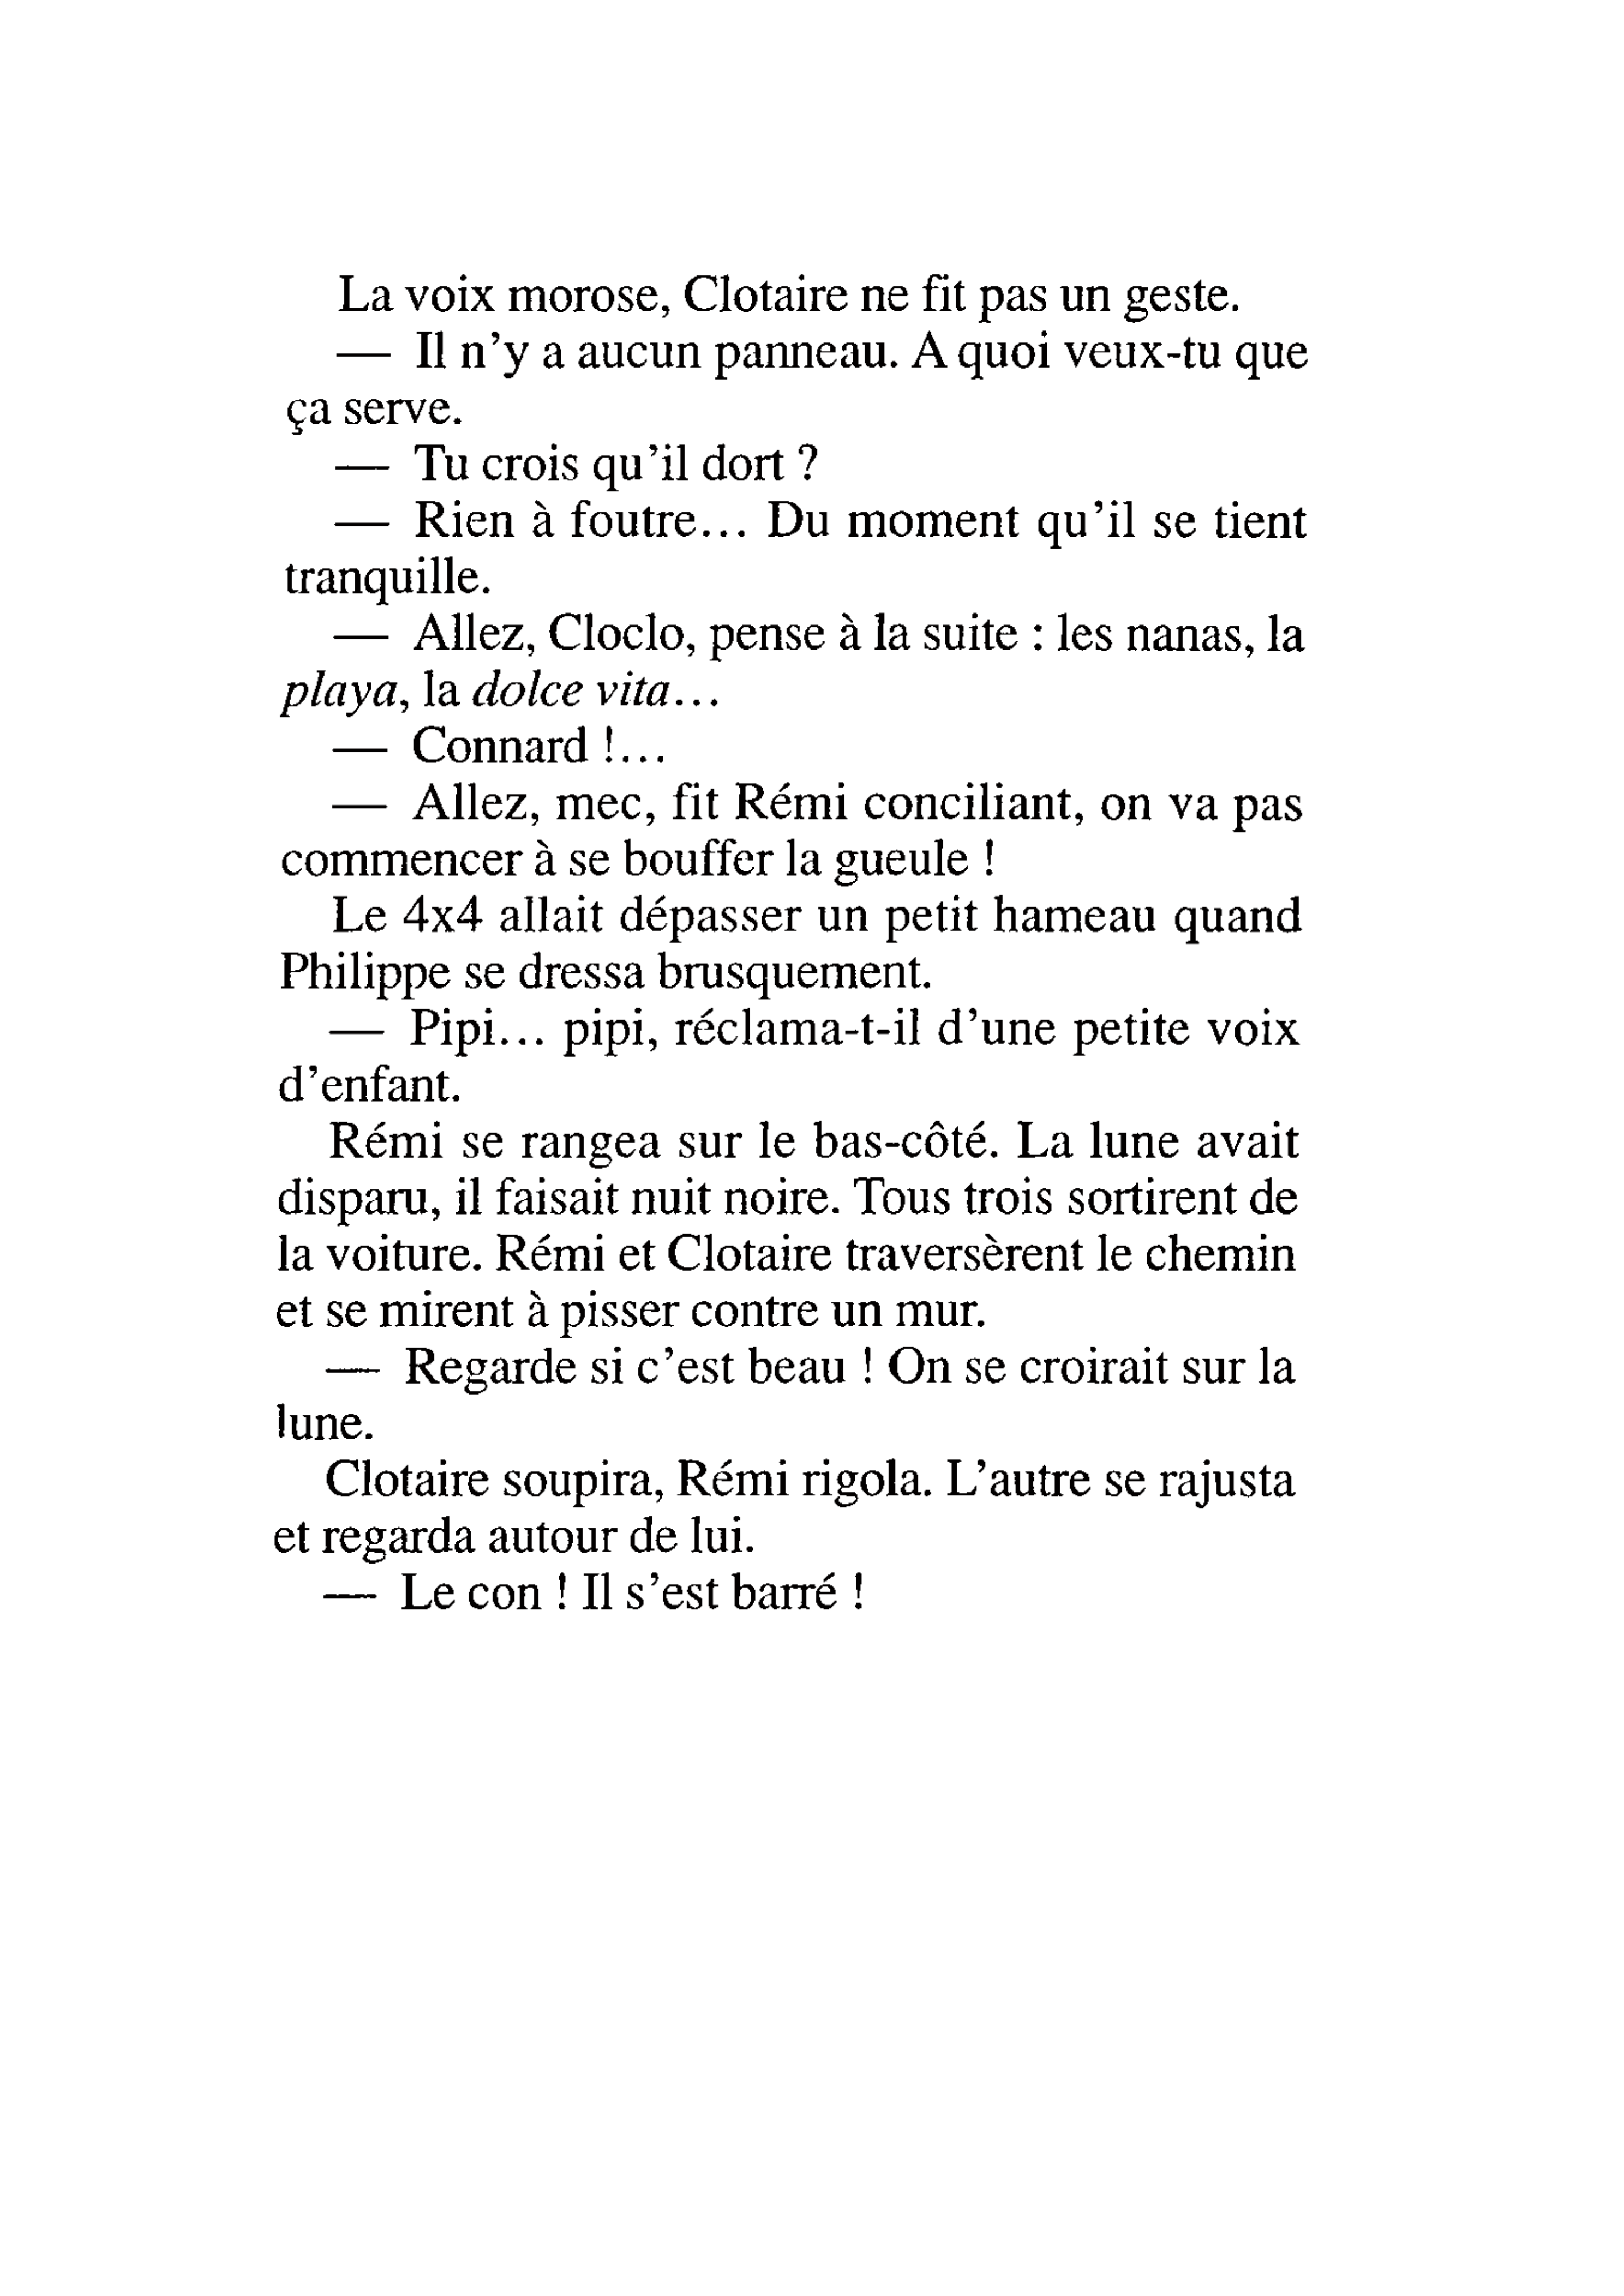 La voix morose, Clotaire ne fit pas un geste.
— Il n'y a aucun panneau. A quoi veux-tu que
ça serve.
— Tu crois qu'il dort ?
— Rien à foutre... Du moment qu'il se tient
tranquille.
— Allez, Cloclo, pense à la suite : les nanas, la
playa, la dolce vita...
— Connard !...
— Allez, mec, fit Rémi conciliant, on va pas
commencer à se bouffer la gueule !
Le 4x4 allait dépasser un petit hameau quand
Philippe se dressa brusquement.
— Pipi... pipi, réclama-t-il d'une petite voix
d'enfant.
Rémi se rangea sur le bas-côté. La lune avait
disparu, il faisait nuit noire. Tous trois sortirent de
la voiture. Rémi et Clotaire traversèrent le chemin
et se mirent à pisser contre un mur.
— Regarde si c'est beau ! On se croirait sur la
lune.
Clotaire soupira, Rémi rigola. L'autre se rajusta
et regarda autour de lui.
— Le con ! Il s'est barré !